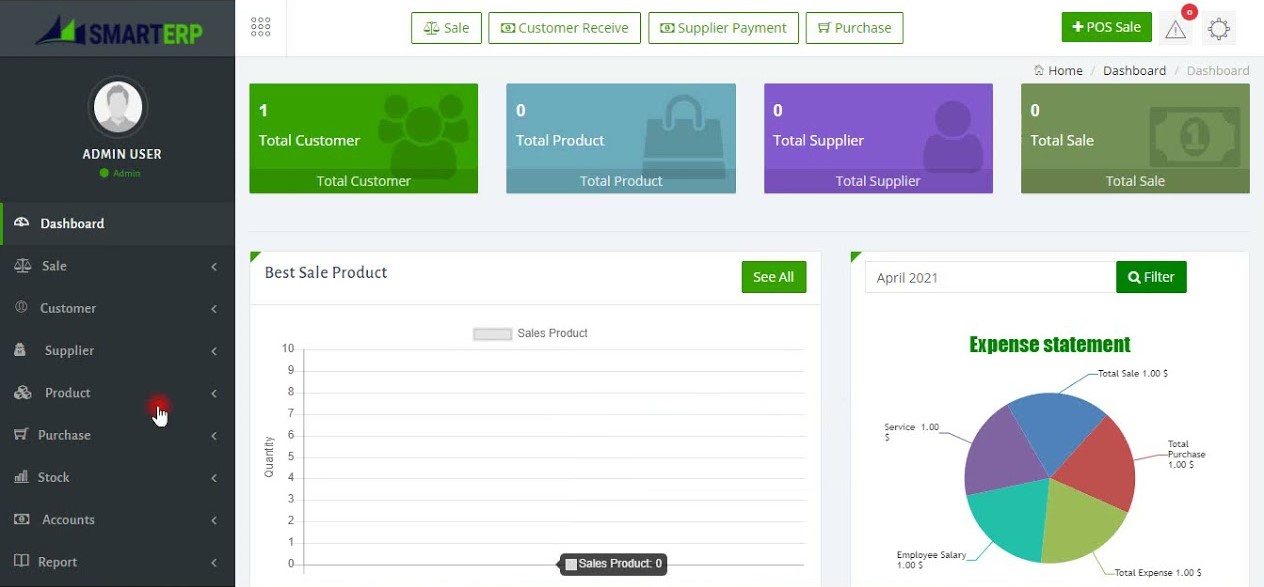 SMARTERP
Sale
Customer Receive
Supplier Payment
Purchase
POS Sale
0
Home / Dashboard / Dashboard
ADMIN USER
Admin
Dashboard
Sale
Customer
Supplier
Product
Purchase
Stock
Accounts
Report
1
Total Customer
Total Customer
0
Total Product
Total Product
0
Total Supplier
Total Supplier
0
Total Sale
1
Total Sale
Best Sale Product
See All
Sales Product
Quantity
10
9
8
7
6
5
4
3
2
1
0
Sales Product: 0
April 2021
Filter
Expense statement
Total Sale 1.00 $
Service 1.00
$
Total
Purchase
1.00 $
Employee Salary
1.00 $
Total Expense 1.00 $